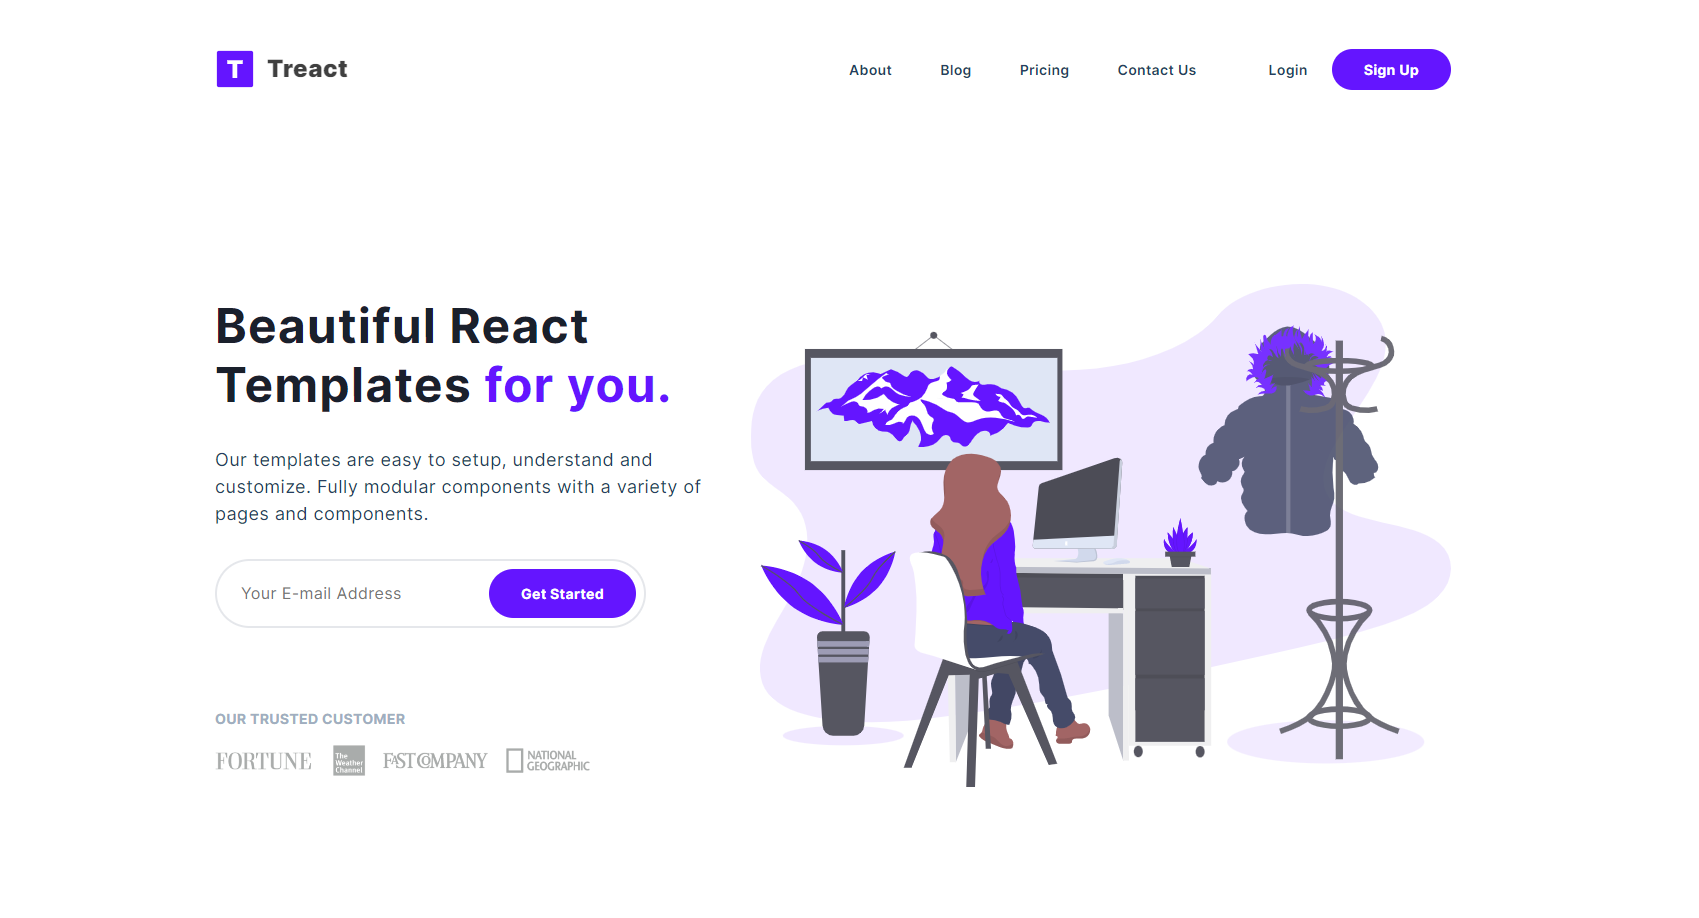 T Treact
About Blog Pricing Contact Us Login Sign Up
Beautiful React
Templates for you.
Our templates are easy to setup, understand and
customize. Fully modular components with a variety of
pages and components.
Your E-mail Address Get Started
OUR TRUSTED CUSTOMER
FORTUNE
The
Weather
Channel
FAST COMPANY
NATIONAL
GEOGRAPHIC